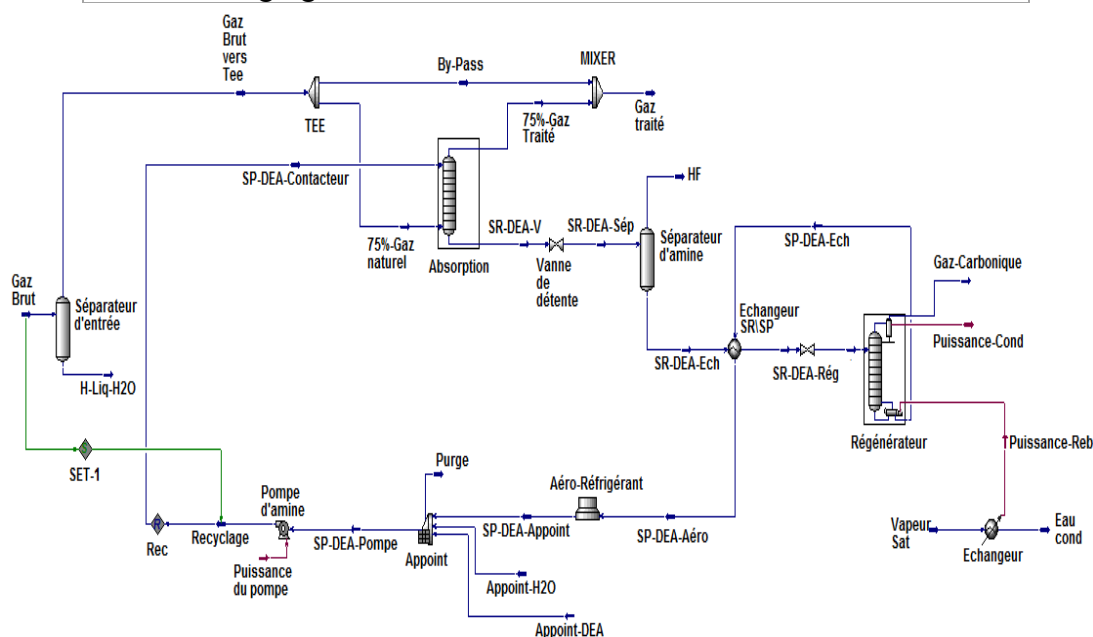 Gaz
Brut
vers
Tee
By-Pass
MIXER
Gaz
traité
TEE
75%-Gaz
Traité
SP-DEA-Contacteur
HF
SR-DEA-V
SR-DEA-Sép
Séparateur
d'amine
SP-DEA-Ech
75%-Gaz
naturel
Absorption
Vanne
de
détente
Gaz-Carbonique
Gaz
Brut
Séparateur
d'entrée
Echangeur
SR\SP
Puissance-Cond
SR-DEA-Ech
SR-DEA-Rég
H-Liq-H2O
Régénérateur
Puissance-Reb
Purge
Aéro-Réfrigérant
SET-1
Pompe
d'amine
R
Rec
Recyclage
SP-DEA-Pompe
Appoint
SP-DEA-Appoint
SP-DEA-Aéro
Vapeur
Sat
Echangeur
Eau
cond
Puissance
du pompe
Appoint-H2O
Appoint-DEA